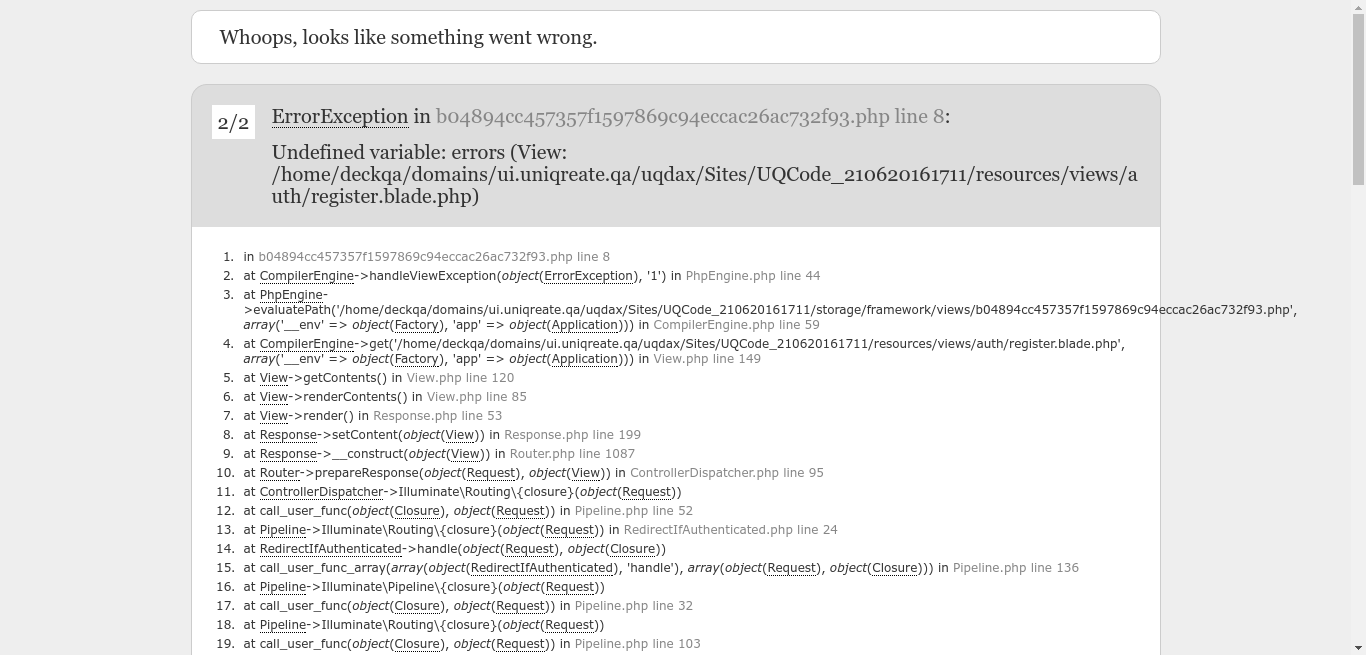 Whoops, looks like something went wrong.
2/2
ErrorException in b04894cc457357f1597869c94eccac26ac732f93.php line 8:
Undefined variable: errors (View:
/home/deckqa/domains/ui.uniqreate.qa/uqdax/Sites/UQCode_210620161711/resources/views/a
uth/register.blade.php)
1. in b04894cc457357f1597869c94eccac26ac732f93.php line 8
2. at CompilerEngine->handleViewException(object(ErrorException), '1') in PhpEngine.php line 44
3. at PhpEngine-
>evaluatePath('/home/deckqa/domains/ui.uniqreate.qa/uqdax/Sites/UQCode_210620161711/storage/framework/views/b04894cc457357f1597869c94eccac26ac732f93.php',
array('__env' => object(Factory), 'app' => object(Application))) in CompilerEngine.php line 59
4. at CompilerEngine->get('/home/deckqa/domains/ui.uniqreate.qa/uqdax/Sites/UQCode_210620161711/resources/views/auth/register.blade.php',
array('__env' => object(Factory), 'app' => object(Application))) in View.php line 149
5. at View->getContents() in View.php line 120
6. at View->renderContents() in View.php line 85
7. at View->render() in Response.php line 53
8. at Response->setContent(object(View)) in Response.php line 199
9. at Response->__construct(object(View)) in Router.php line 1087
10. at Router->prepareResponse(object(Request), object(View)) in ControllerDispatcher.php line 95
11. at ControllerDispatcher->Illuminate\Routing\{closure}(object(Request))
12. at call_user_func(object(Closure), object(Request)) in Pipeline.php line 52
13. at Pipeline->Illuminate\Routing\{closure}(object(Request)) in RedirectIfAuthenticated.php line 24
14. at RedirectIfAuthenticated->handle(object(Request), object(Closure))
15. at call_user_func_array(array(object(RedirectIfAuthenticated), 'handle'), array(object(Request), object(Closure))) in Pipeline.php line 136
16. at Pipeline->Illuminate\Pipeline\{closure}(object(Request))
17. at call_user_func(object(Closure), object(Request)) in Pipeline.php line 32
18. at Pipeline->Illuminate\Routing\{closure}(object(Request))
19. at call_user_func(object(Closure), object(Request)) in Pipeline.php line 103